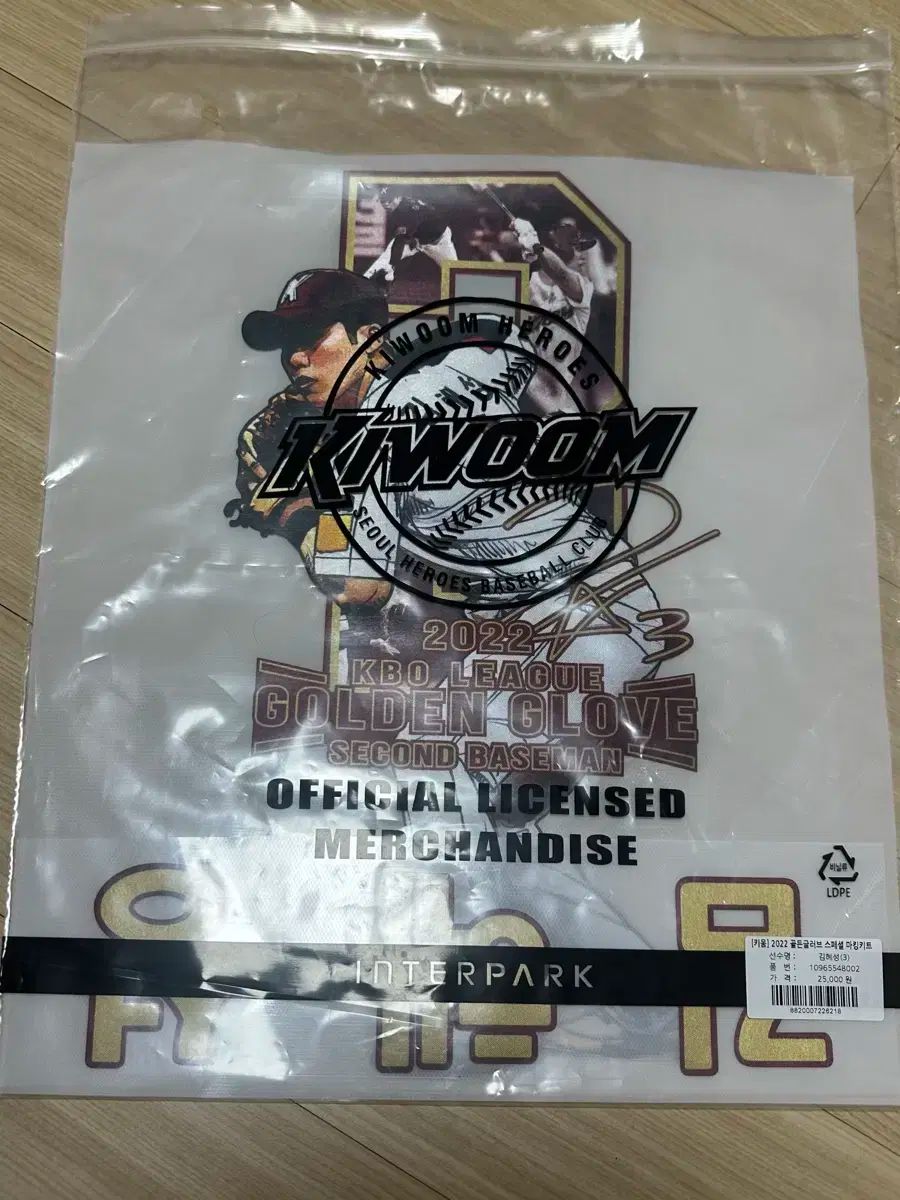 KIWOOM HEROES
KIWOOM
SEOUL HEROES BASEBALL CLUB
3
2022
KBO LEAGUE
GOLDEN GLOVE
SECOND BASEMAN
OFFICIAL LICENSED
MERCHANDISE
비닐류
LDPE
INTERPARK
[키움] 2022 골든글러브 스페셜 마킹키트
선수명 : 김혜성(3)
품 번 : 10965548002
가 격 : 25,000 원
8820007226218